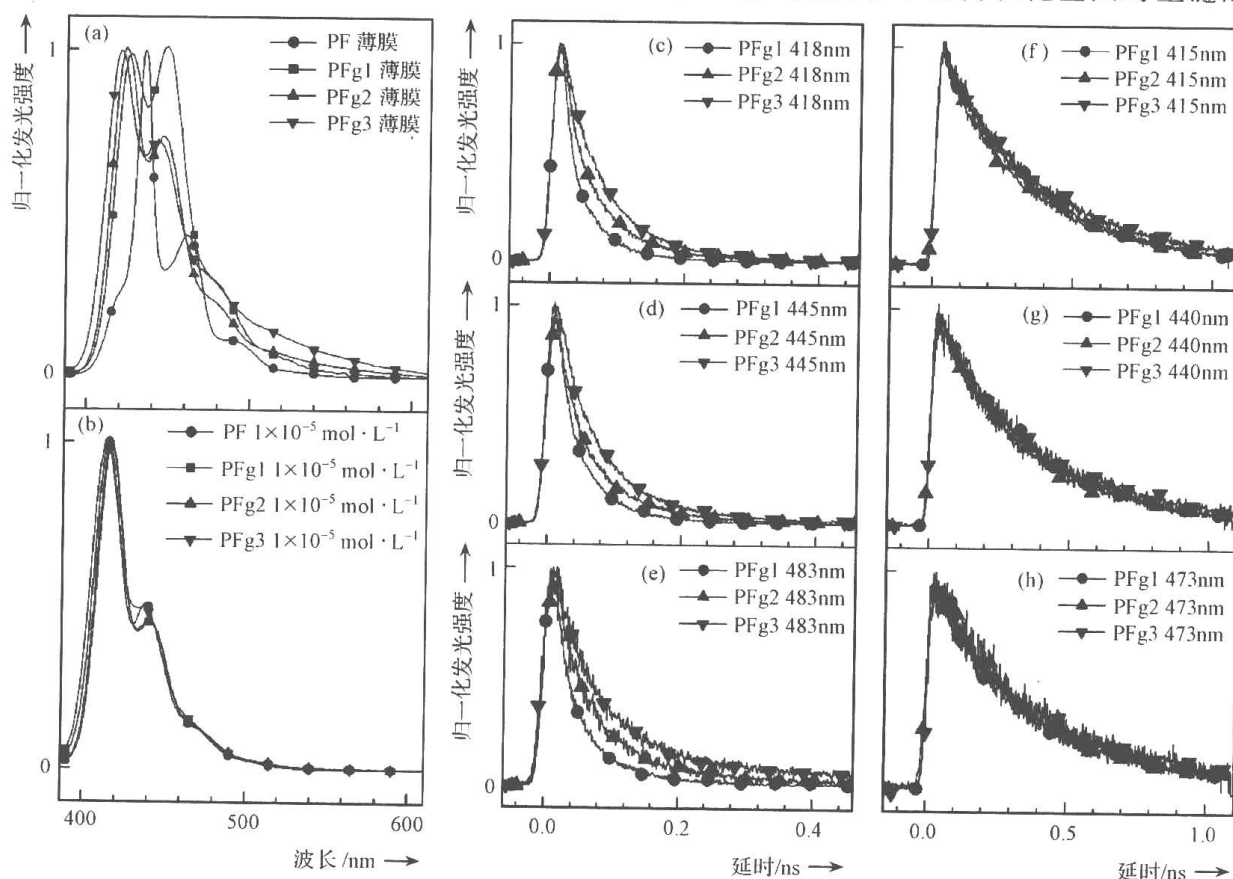 (a)
PF 薄膜
PFg1 薄膜
PFg2 薄膜
PFg3 薄膜
归一化发光强度
1
0
(b)
PF 1×10⁻⁵ mol · L⁻¹
PFg1 1×10⁻⁵ mol · L⁻¹
PFg2 1×10⁻⁵ mol · L⁻¹
PFg3 1×10⁻⁵ mol · L⁻¹
1
0
400 500 600
波长/nm
(c)
PFg1 418nm
PFg2 418nm
PFg3 418nm
归一化发光强度
1
0
(d)
PFg1 445nm
PFg2 445nm
PFg3 445nm
归一化发光强度
1
0
(e)
PFg1 483nm
PFg2 483nm
PFg3 483nm
归一化发光强度
1
0
0.0 0.2 0.4
延时/ns
(f)
PFg1 415nm
PFg2 415nm
PFg3 415nm
(g)
PFg1 440nm
PFg2 440nm
PFg3 440nm
(h)
PFg1 473nm
PFg2 473nm
PFg3 473nm
0.0 0.5 1.0
延时/ns